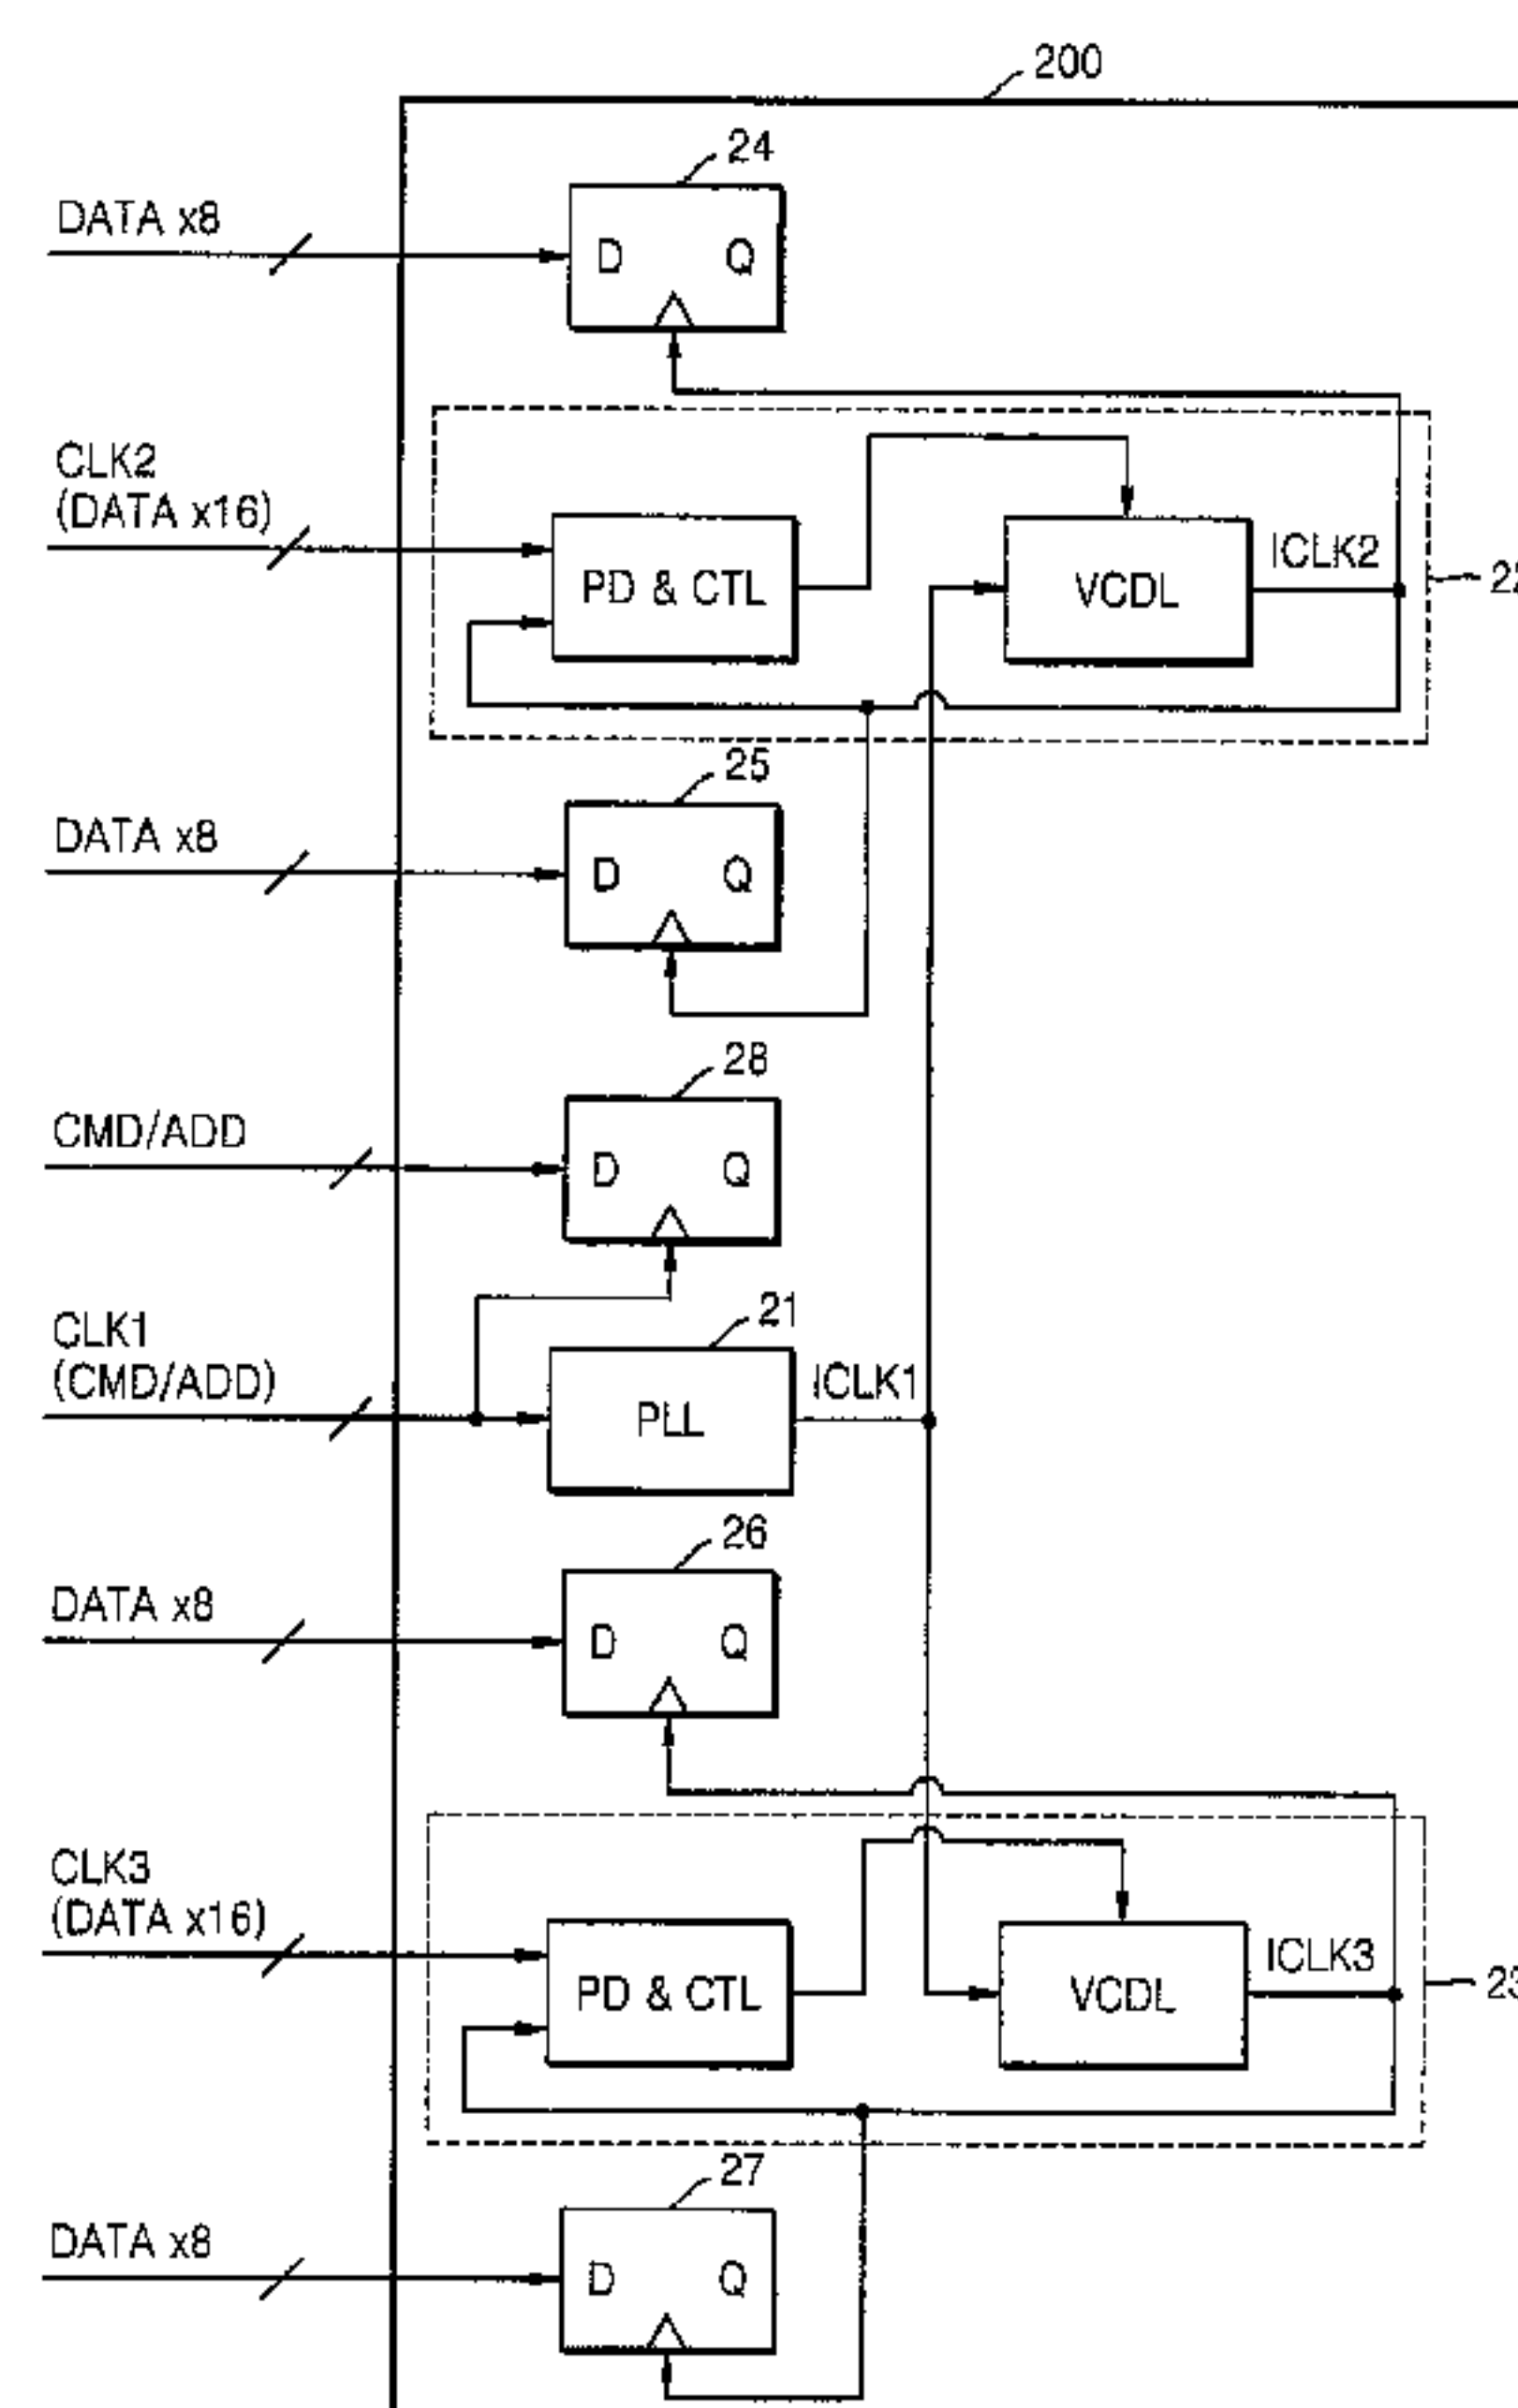 200
24
DATA x8
D Q
CLK2
(DATA x16)
PD & CTL
VCDL
ICLK2
25
DATA x8
D Q
28
CMD/ADD
D Q
CLK1
(CMD/ADD)
21
PLL
ICLK1
26
DATA x8
D Q
CLK3
(DATA x16)
PD & CTL
VCDL
ICLK3
27
DATA x8
D Q